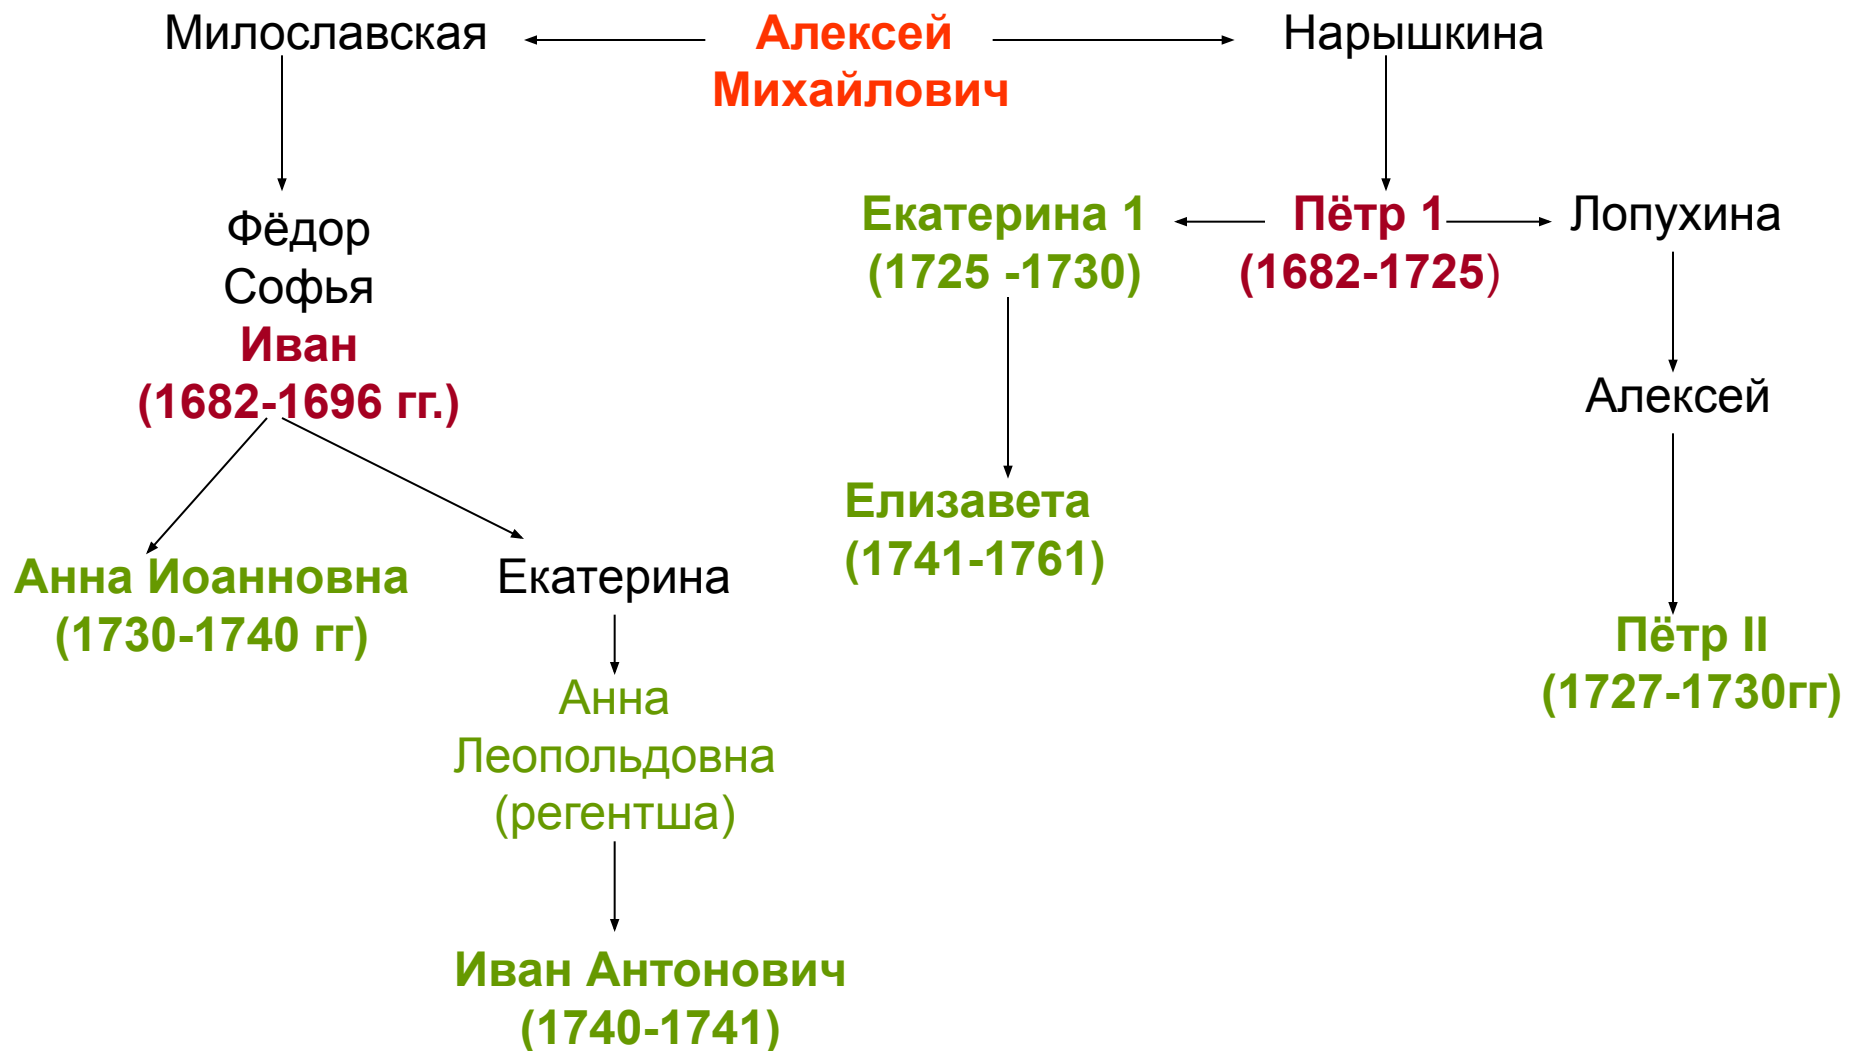 Милославская
Алексей
Михайлович
Нарышкина
Фёдор
Софья
Иван
(1682-1696 гг.)
Екатерина 1
(1725 -1730)
Пётр 1
(1682-1725)
Лопухина
Алексей
Елизавета
(1741-1761)
Анна Иоанновна
(1730-1740 гг)
Екатерина
Пётр II
(1727-1730гг)
Анна
Леопольдовна
(регентша)
Иван Антонович
(1740-1741)